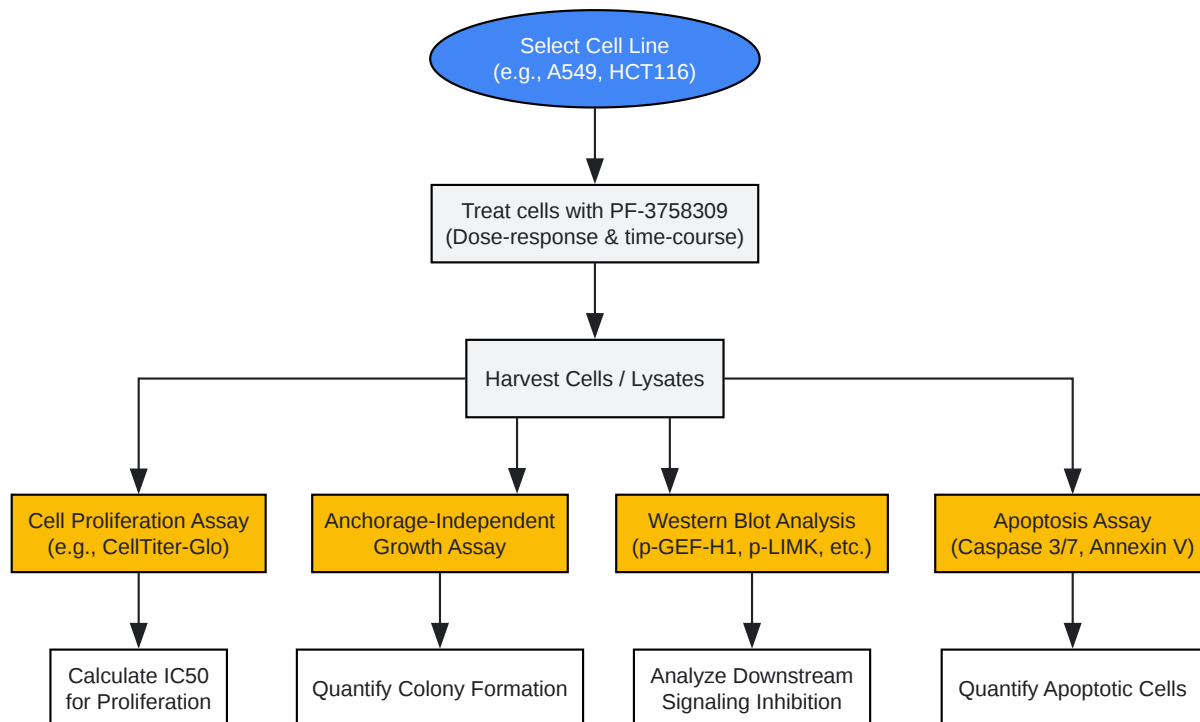 Select Cell Line
(e.g., A549, HCT116)
Treat cells with PF-3758309
(Dose-response & time-course)
Harvest Cells / Lysates
Cell Proliferation Assay
(e.g., CellTiter-Glo)
Anchorage-Independent
Growth Assay
Western Blot Analysis
(p-GEF-H1, p-LIMK, etc.)
Apoptosis Assay
(Caspase 3/7, Annexin V)
Calculate IC50
for Proliferation
Quantify Colony Formation
Analyze Downstream
Signaling Inhibition
Quantify Apoptotic Cells